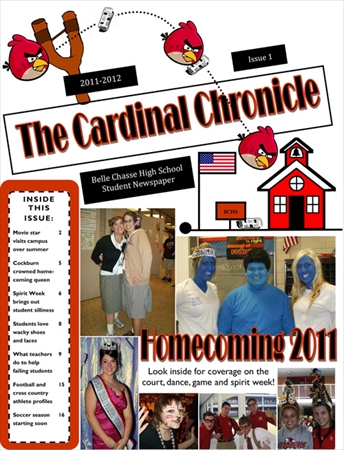 2011-2012
Issue 1
The Cardinal Chronicle
Belle Chasse High School
Student Newspaper
BCHS
INSIDE
THIS
ISSUE:
Movie star 2
visits campus
over summer
Cockburn 5
crowned home-
coming queen
Spirit Week 6
brings out
student silliness
Students love 8
wacky shoes
and laces
What teachers 9
do to help
failing students
Football and 15
cross country
athlete profiles
Soccer season 16
starting soon
Homecoming 2011
Look inside for coverage on the
court, dance, game and spirit week!